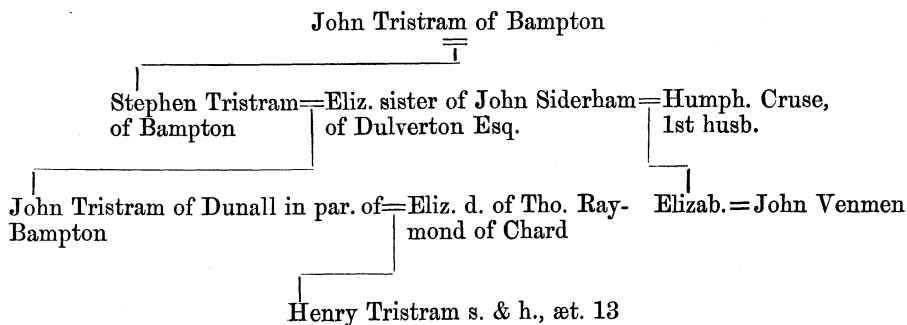 John Tristram of Bampton
Stephen Tristram=Eliz. sister of John Siderham=Humph. Cruse,
of Bampton of Dulverton Esq. 1st husb.
John Tristram of Dunall in par. of=Eliz. d. of Tho. Ray- Elizab.=John Venmen
Bampton mond of Chard
Henry Tristram s. & h., æt. 13